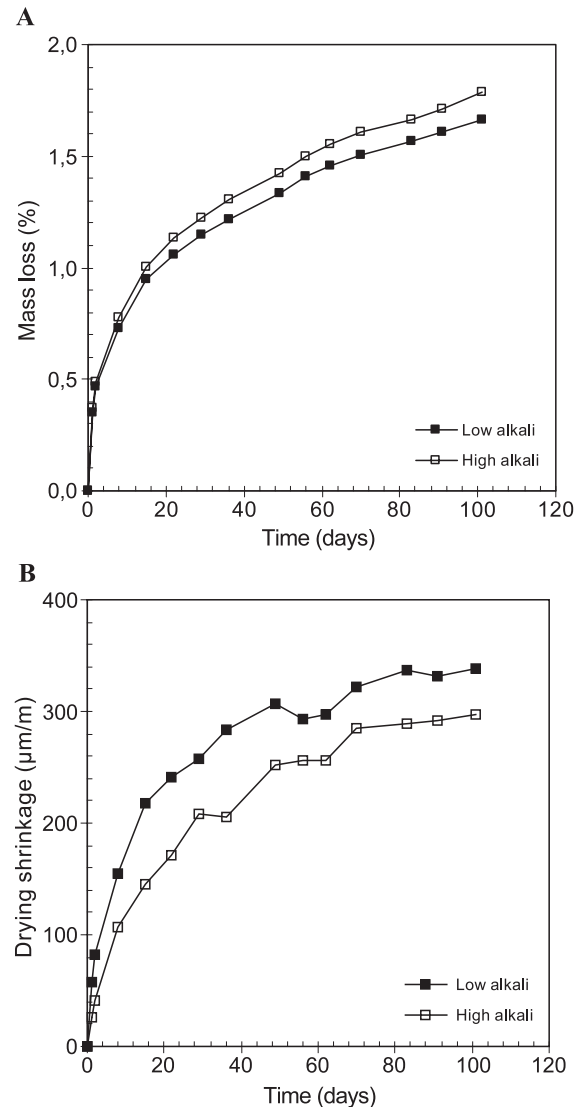 A
2,0
1,5
1,0
0,5
0,0
Mass loss (%)
Low alkali
High alkali
0 20 40 60 80 100 120
Time (days)
B
400
300
200
100
0
Drying shrinkage (µm/m)
Low alkali
High alkali
0 20 40 60 80 100 120
Time (days)